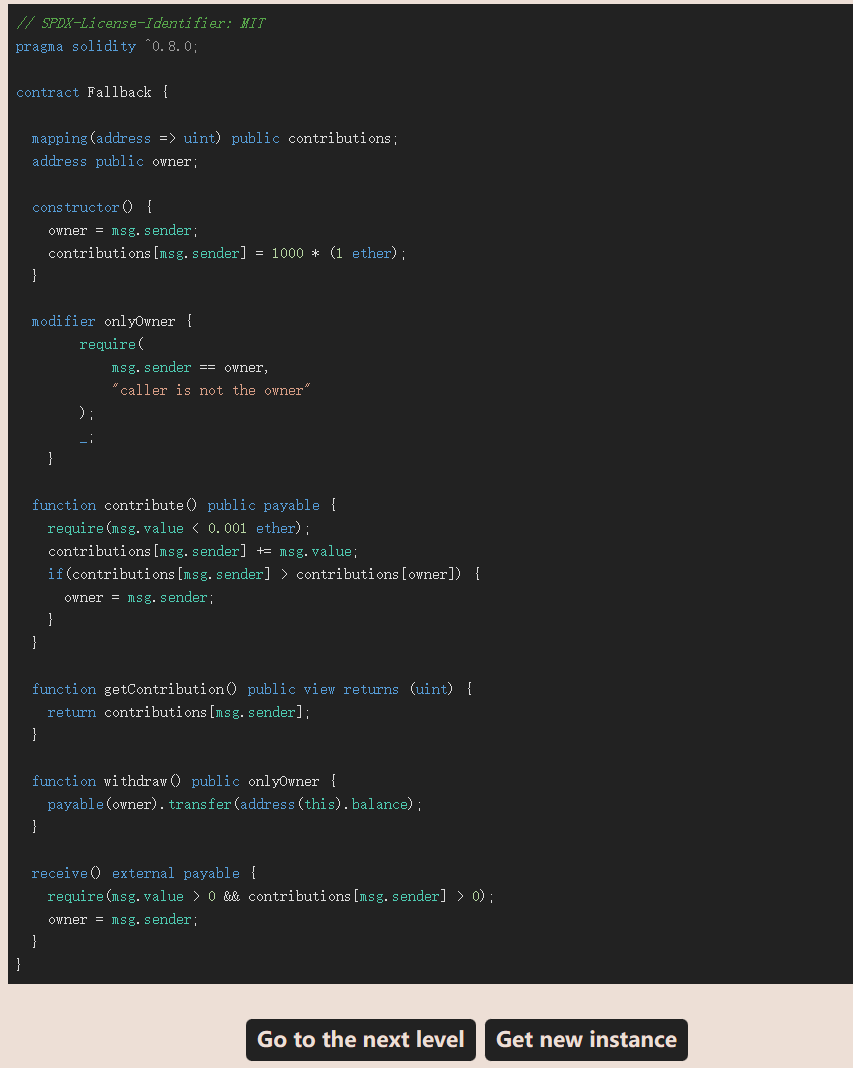 // SPDX-License-Identifier: MIT
pragma solidity ^0.8.0;

contract Fallback {

  mapping(address => uint) public contributions;
  address public owner;

  constructor() {
    owner = msg.sender;
    contributions[msg.sender] = 1000 * (1 ether);
  }

  modifier onlyOwner {
        require(
            msg.sender == owner,
            "caller is not the owner"
        );
        _;
    }

  function contribute() public payable {
    require(msg.value < 0.001 ether);
    contributions[msg.sender] += msg.value;
    if(contributions[msg.sender] > contributions[owner]) {
      owner = msg.sender;
    }
  }

  function getContribution() public view returns (uint) {
    return contributions[msg.sender];
  }

  function withdraw() public onlyOwner {
    payable(owner).transfer(address(this).balance);
  }

  receive() external payable {
    require(msg.value > 0 && contributions[msg.sender] > 0);
    owner = msg.sender;
  }
}
Go to the next level
Get new instance